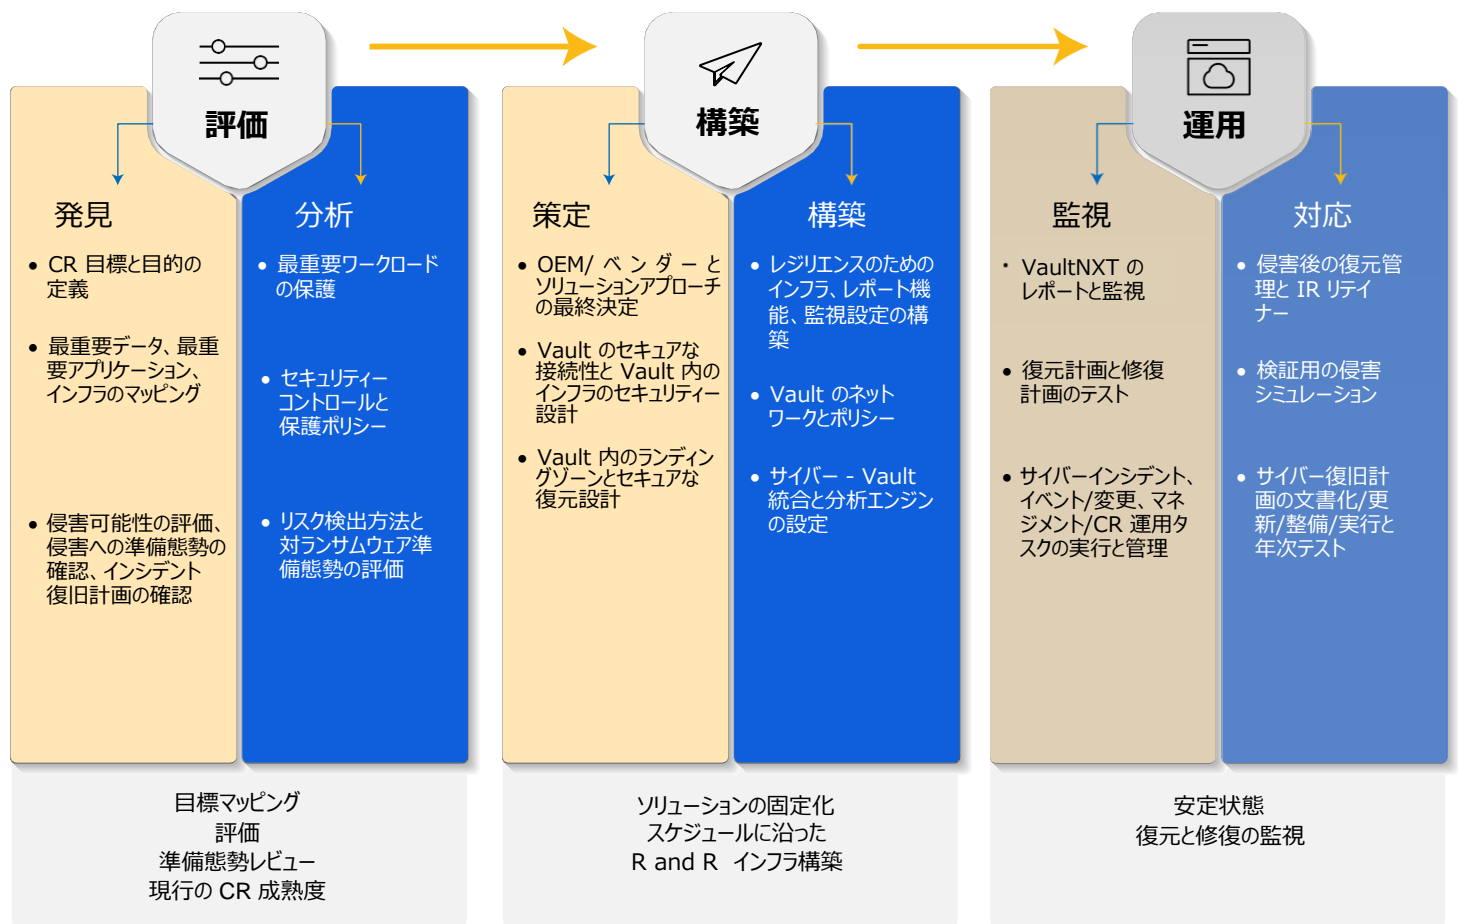 評価
発見
• CR 目標と目的の
定義
• 最重要データ、最重
要アプリケーション、
インフラのマッピング
• 侵害可能性の評価、
侵害への準備態勢の
確認、インシデント
復旧計画の確認
分析
• 最重要ワークロード
の保護
• セキュリティー
コントロールと
保護ポリシー
• リスク検出方法と
対ランサムウェア準
備態勢の評価
目標マッピング
評価
準備態勢レビュー
現行の CR 成熟度
構築
策定
• OEM/ ベンダーと
ソリューションアプローチ
の最終決定
• Vault のセキュアな
接続性と Vault 内の
インフラのセキュリティー
設計
• Vault 内のランディン
グゾーンとセキュアな
復元設計
構築
• レジリエンスのための
インフラ、レポート機
能、監視設定の構
築
• Vault のネット
ワークとポリシー
• サイバー - Vault
統合と分析エンジン
の設定
ソリューションの固定化
スケジュールに沿った
R and R インフラ構築
運用
監視
• VaultNXT の
レポートと監視
• 復元計画と修復
計画のテスト
• サイバーインシデント、
イベント/変更、マネ
ジメント/CR 運用タ
スクの実行と管理
対応
• 侵害後の復元管
理と IR リテイ
ナー
• 検証用の侵害
シミュレーション
• サイバー復旧計
画の文書化/更
新/整備/実行と
年次テスト
安定状態
復元と修復の監視